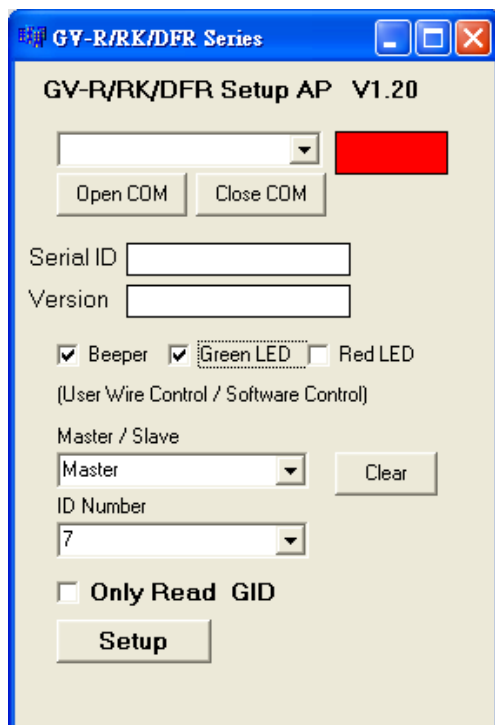 GV-R/RK/DFR Series
GV-R/RK/DFR Setup AP V1.20
Open COM Close COM
Serial ID
Version
Beeper Green LED Red LED
(User Wire Control / Software Control)
Master / Slave
Master
Clear
ID Number
7
Only Read GID
Setup